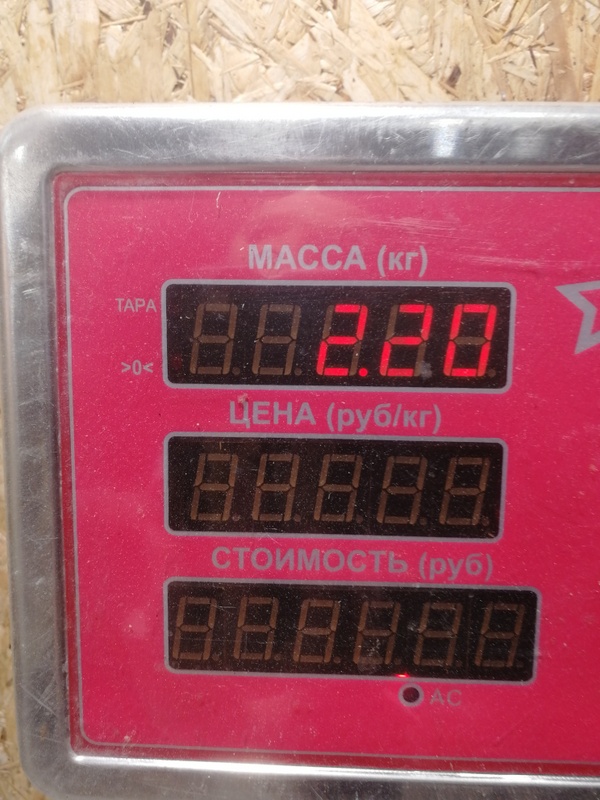 МАССА (кг)
ТАРА
>0<
2.20
ЦЕНА (руб/кг)
СТОИМОСТЬ (руб)
АС